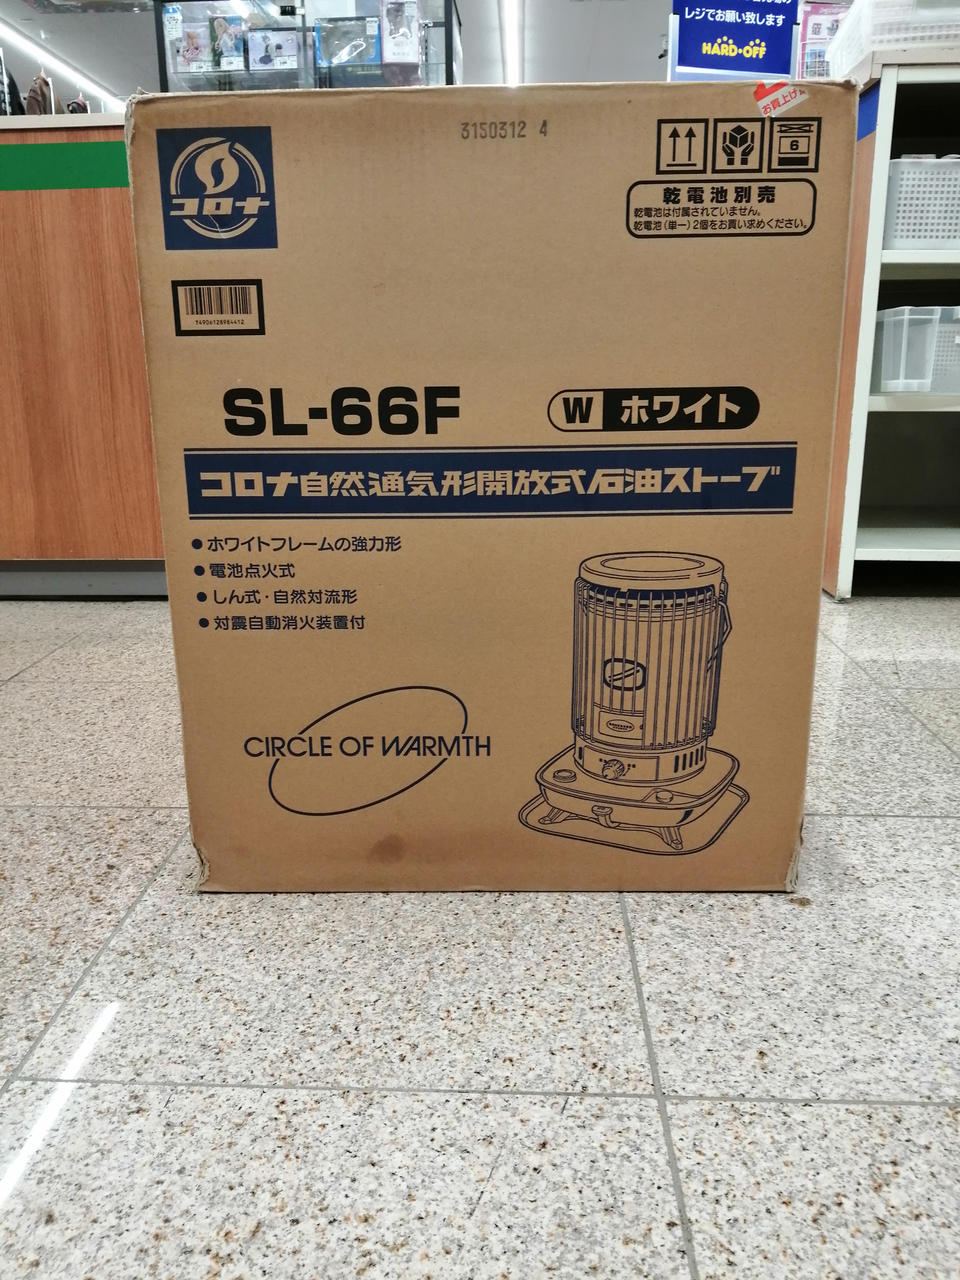 レジでお願い致します
HARD・OFF
お買上げ
3150312 4
コロナ
6
乾電池別売
乾電池は付属されていません。
乾電池(単一)2個をお買い求めください。
SL-66F
W ホワイト
コロナ自然通気形開放式石油ストーブ
●ホワイトフレームの強力形
●電池点火式
●しん式・自然対流形
●対震自動消火装置付
CIRCLE OF WARMTH